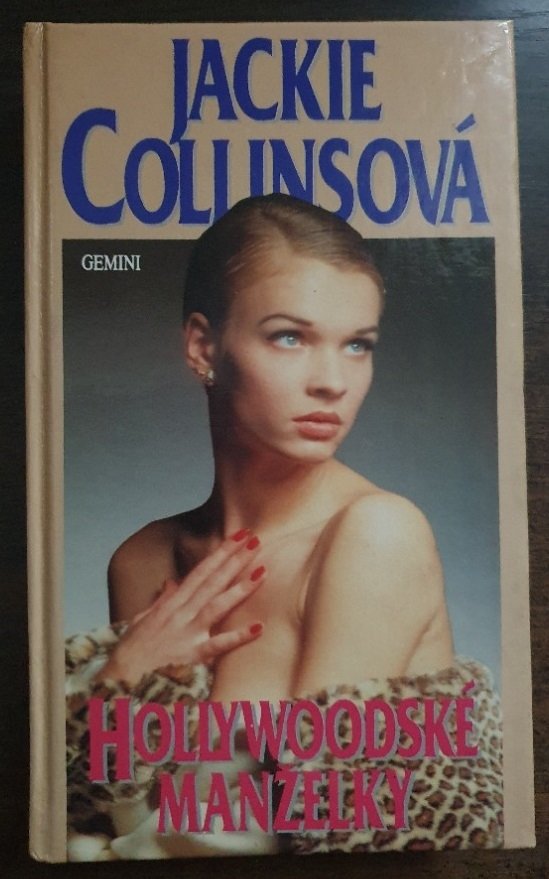 JACKIE
COLLINSOVÁ
GEMINI
HOLLYWOODSKÉ
MANŽELKY